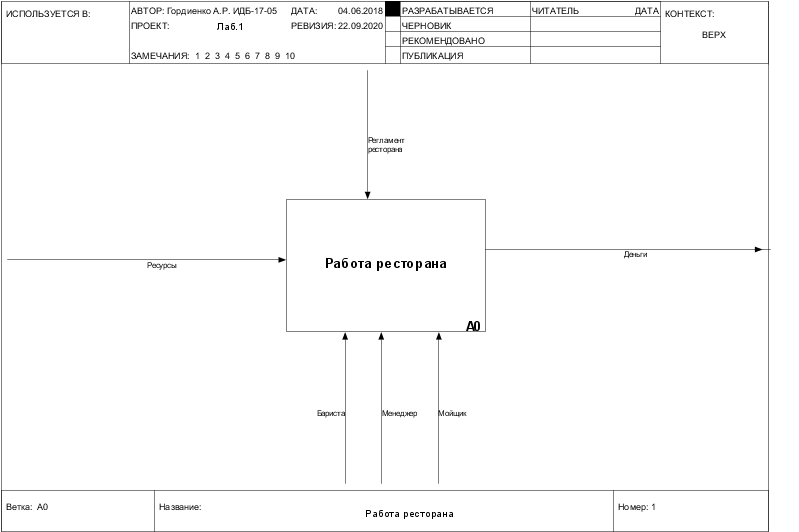 ИСПОЛЬЗУЕТСЯ В:
АВТОР: Гордиенко А.Р. ИДБ-17-05 ДАТА: 04.06.2018
ПРОЕКТ: Лаб.1 РЕВИЗИЯ: 22.09.2020
ЗАМЕЧАНИЯ: 1 2 3 4 5 6 7 8 9 10
РАЗРАБАТЫВАЕТСЯ
ЧЕРНОВИК
РЕКОМЕНДОВАНО
ПУБЛИКАЦИЯ
ЧИТАТЕЛЬ ДАТА
КОНТЕКСТ:
ВЕРХ
Регламент
ресторана
Ресурсы
Работа ресторана
A0
Деньги
Бариста
Менеджер
Мойщик
Ветка: A0
Название: Работа ресторана
Номер: 1